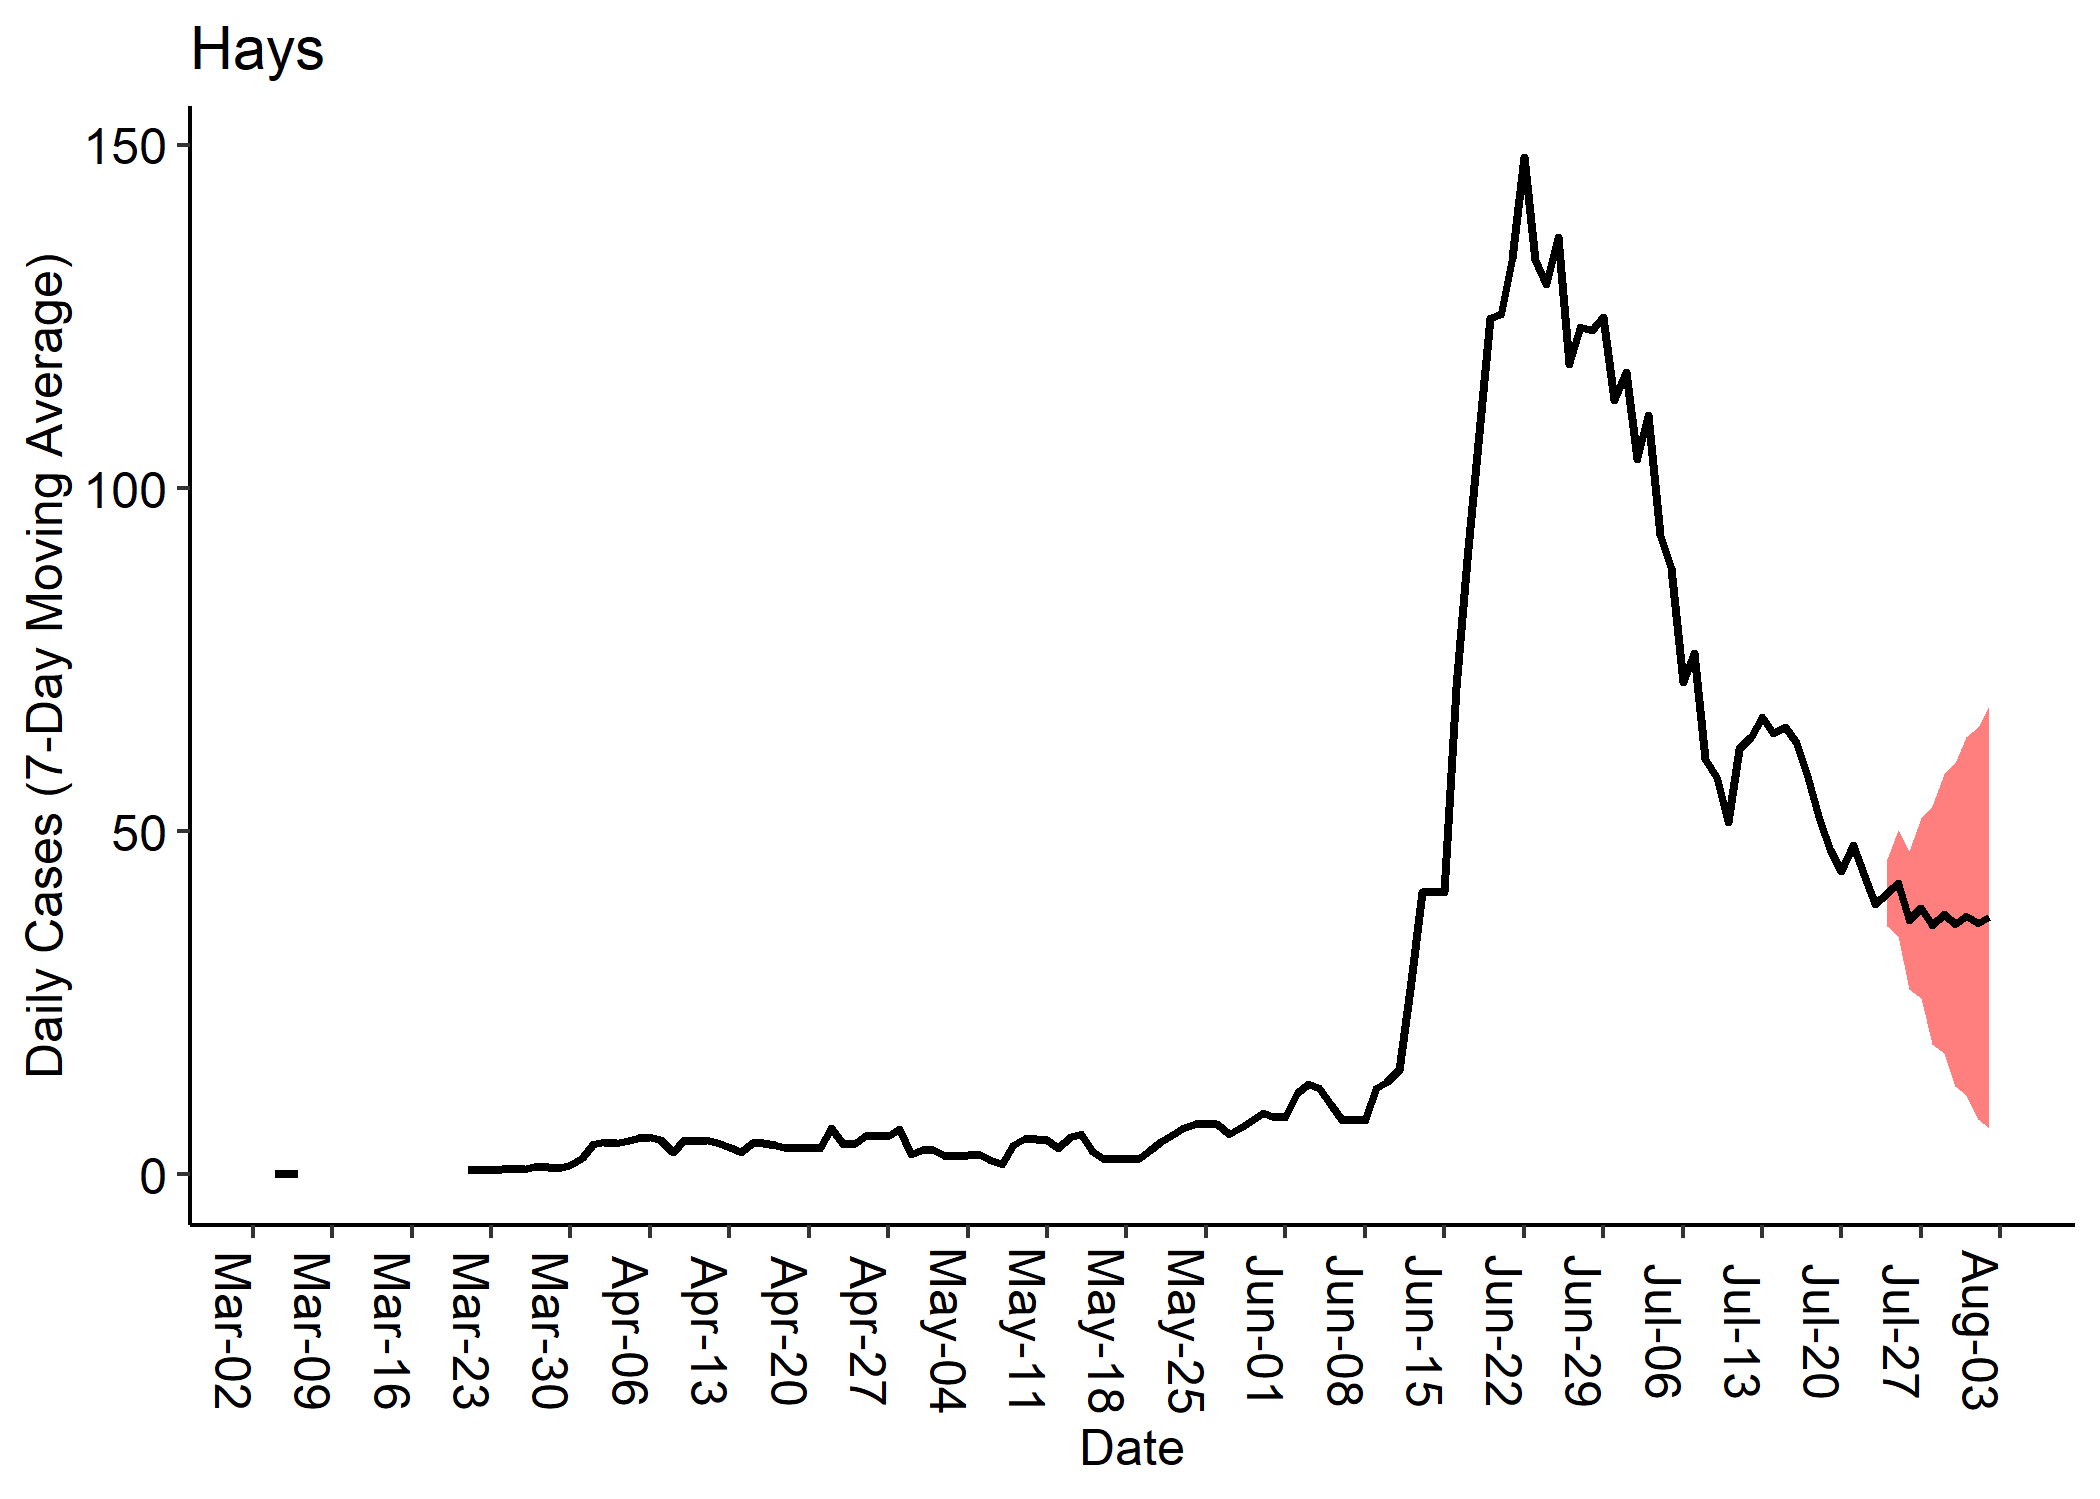 Hays
Daily Cases (7-Day Moving Average)
150
100
50
0
Mar-02
Mar-09
Mar-16
Mar-23
Mar-30
Apr-06
Apr-13
Apr-20
Apr-27
May-04
May-11
May-18
May-25
Jun-01
Jun-08
Jun-15
Jun-22
Jun-29
Jul-06
Jul-13
Jul-20
Jul-27
Aug-03
Date